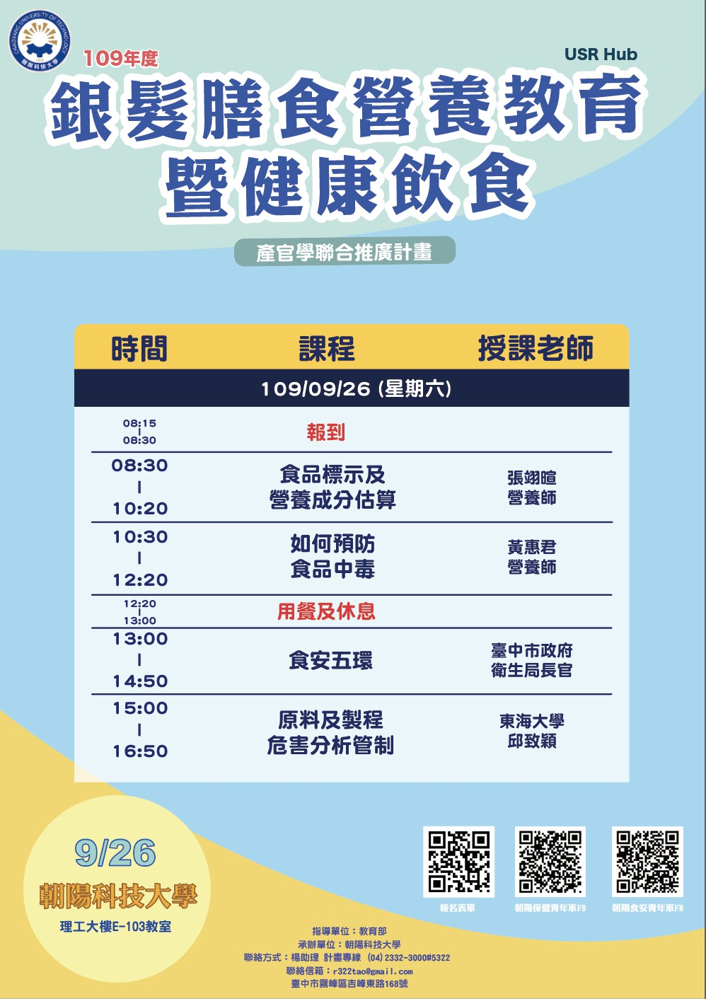 CHAOYANG UNIVERSITY OF TECHNOLOGY
朝陽科技大學
109年度
USR Hub
銀髮膳食營養教育
暨健康飲食
產官學聯合推廣計畫
時間 課程 授課老師
109/09/26 (星期六)
08:15
|
08:30
報到
08:30
|
10:20
食品標示及
營養成分估算
張翊暄
營養師
10:30
|
12:20
如何預防
食品中毒
黃惠君
營養師
12:20
|
13:00
用餐及休息
13:00
|
14:50
食安五環
臺中市政府
衛生局長官
15:00
|
16:50
原料及製程
危害分析管制
東海大學
邱致穎
9/26
朝陽科技大學
理工大樓E-103教室
報名表單
朝陽保健青年軍FB
朝陽食安青年軍FB
指導單位：教育部
承辦單位：朝陽科技大學
聯絡方式：楊助理 計畫專線 (04)2332-3000#5322
聯絡信箱：r322tao@gmail.com
臺中市霧峰區吉峰東路168號